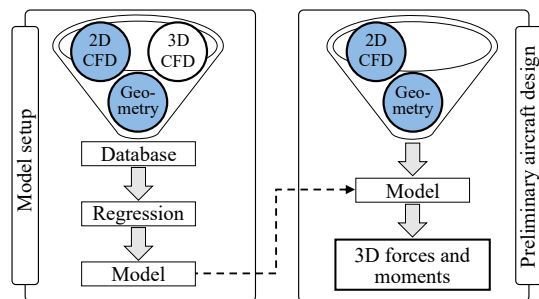 Model setup
2D
CFD
3D
CFD
Geo-
metry
Database
Regression
Model
2D
CFD
Geo-
metry
Model
3D forces and
moments
Preliminary aircraft design